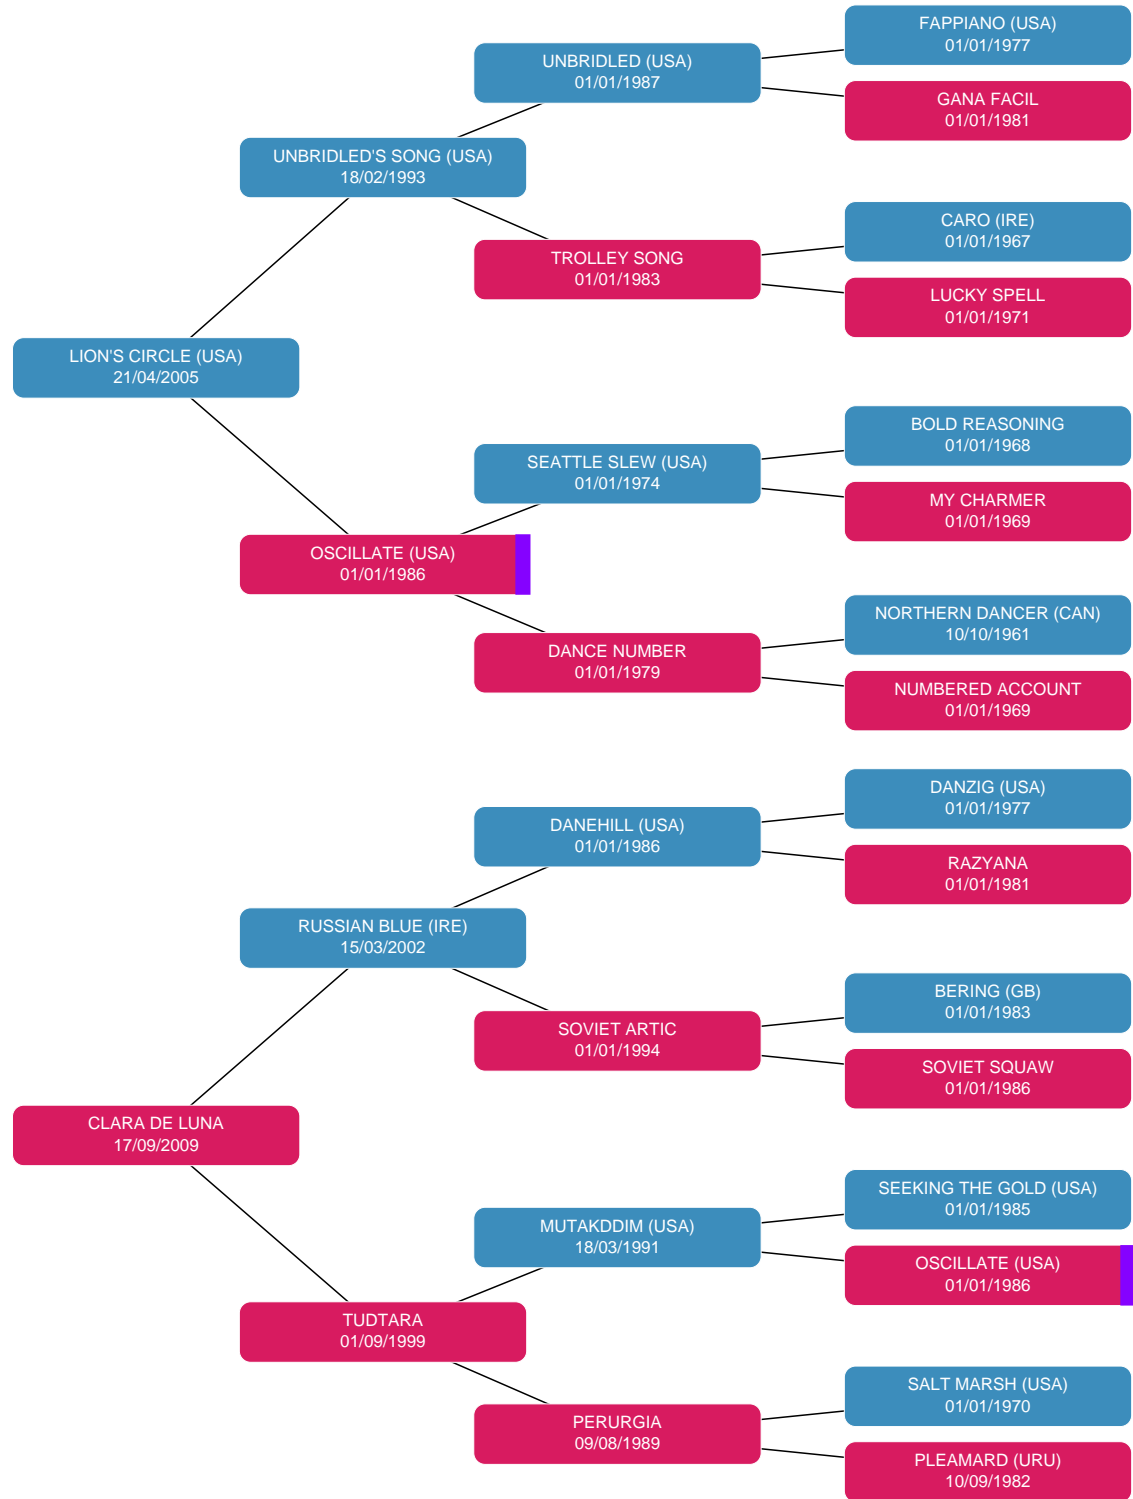 FAPPIANO (USA)
01/01/1977
UNBRIDLED (USA)
01/01/1987
GANA FACIL
01/01/1981
UNBRIDLED'S SONG (USA)
18/02/1993
CARO (IRE)
01/01/1967
TROLLEY SONG
01/01/1983
LUCKY SPELL
01/01/1971
LION'S CIRCLE (USA)
21/04/2005
BOLD REASONING
01/01/1968
SEATTLE SLEW (USA)
01/01/1974
MY CHARMER
01/01/1969
OSCILLATE (USA)
01/01/1986
NORTHERN DANCER (CAN)
10/10/1961
DANCE NUMBER
01/01/1979
NUMBERED ACCOUNT
01/01/1969
DANZIG (USA)
01/01/1977
DANEHILL (USA)
01/01/1986
RAZYANA
01/01/1981
RUSSIAN BLUE (IRE)
15/03/2002
BERING (GB)
01/01/1983
SOVIET ARTIC
01/01/1994
SOVIET SQUAW
01/01/1986
CLARA DE LUNA
17/09/2009
SEEKING THE GOLD (USA)
01/01/1985
MUTAKDDIM (USA)
18/03/1991
OSCILLATE (USA)
01/01/1986
TUDTARA
01/09/1999
SALT MARSH (USA)
01/01/1970
PERURGIA
09/08/1989
PLEAMARD (URU)
10/09/1982